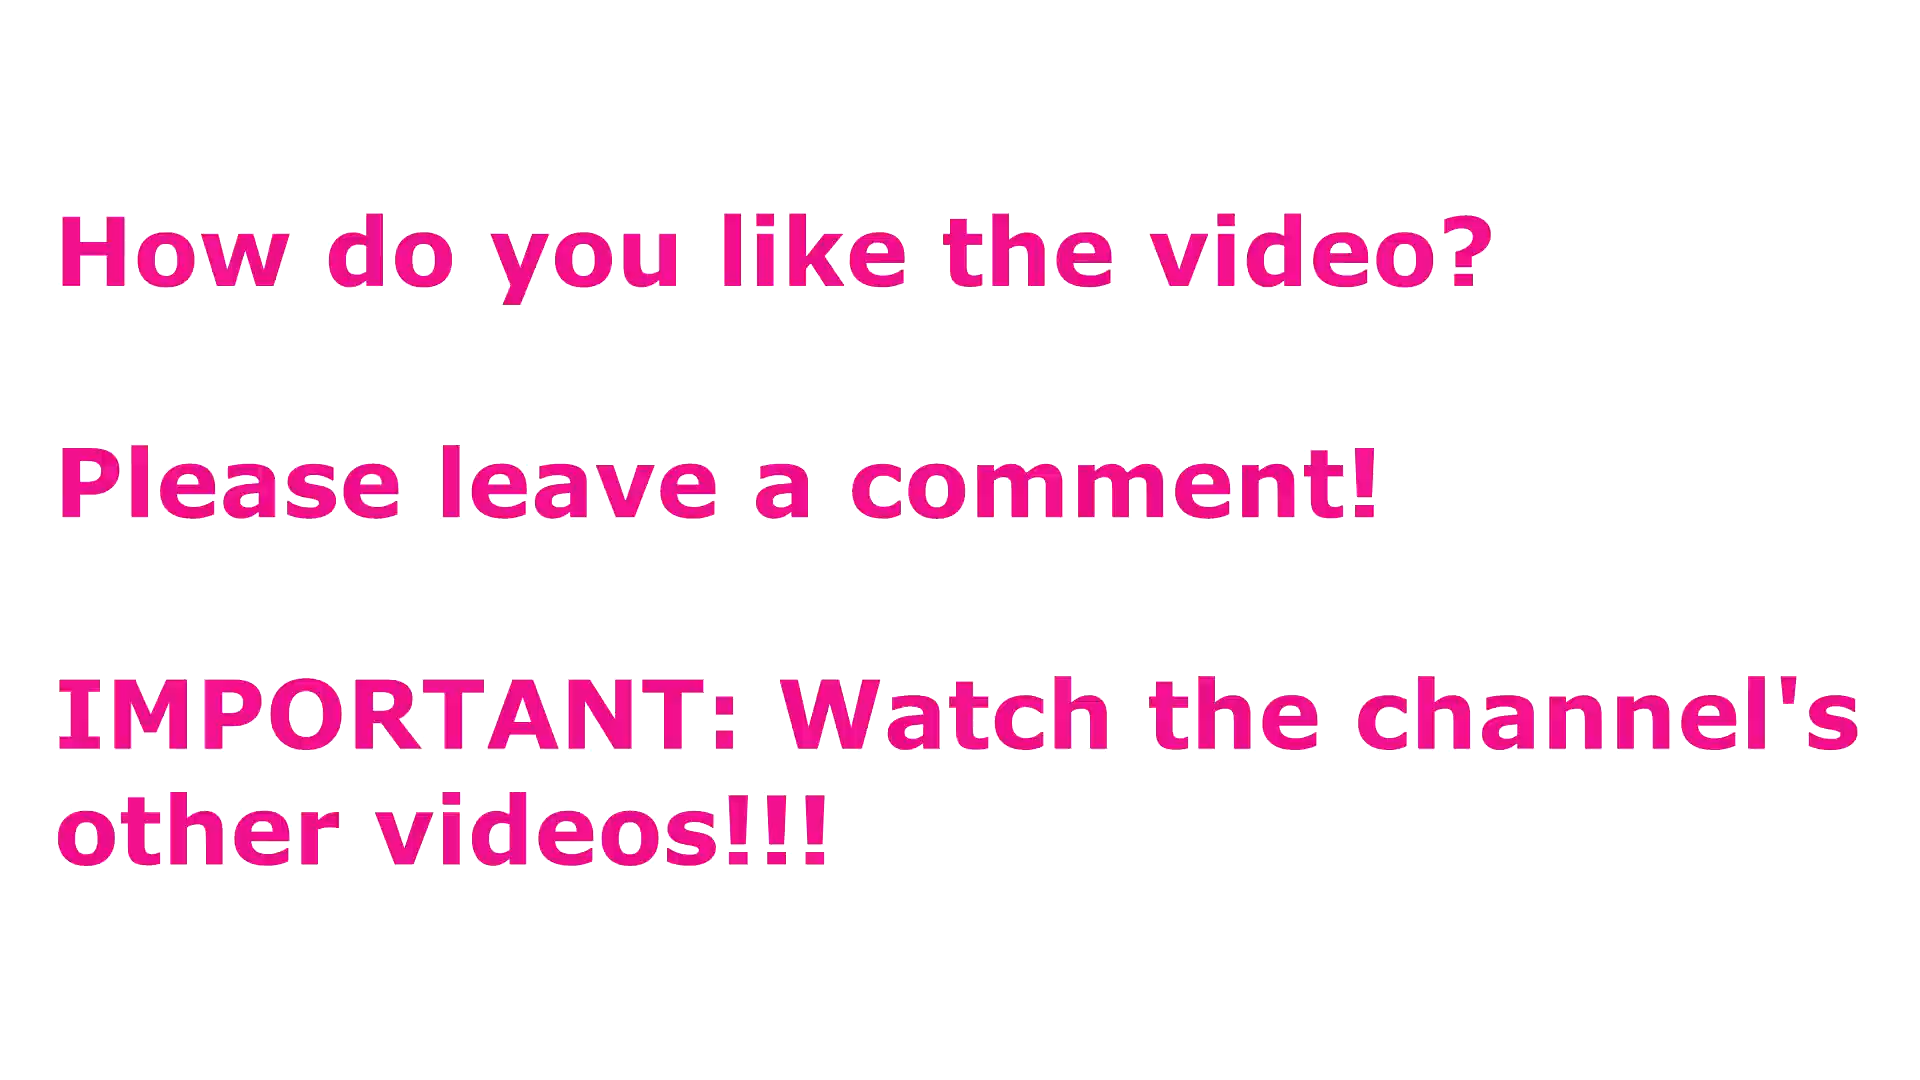 How do you like the video?
Please leave a comment!
IMPORTANT: Watch the channel's
other videos!!!